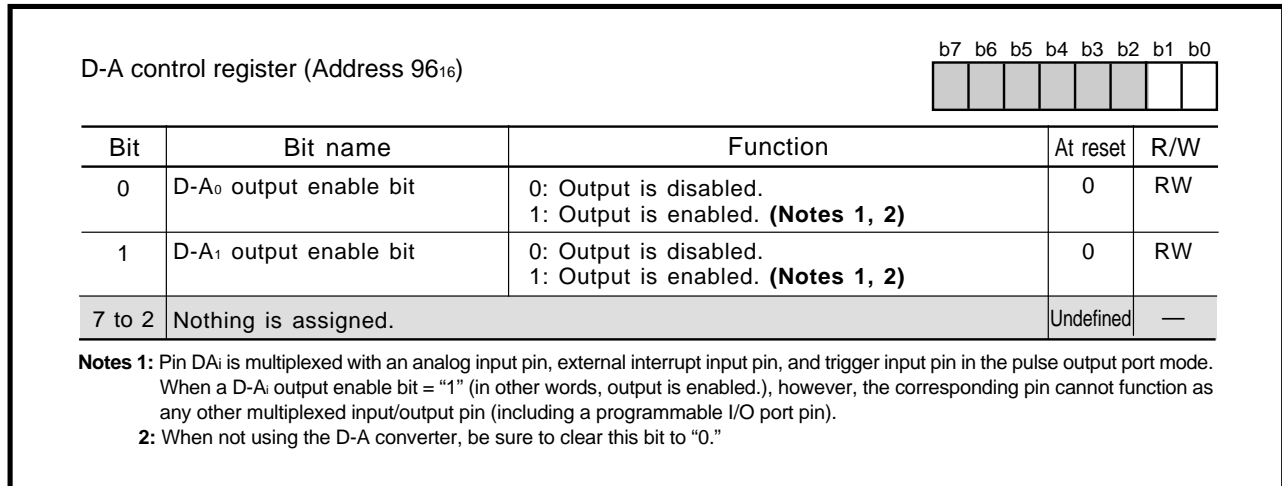 b7 b6 b5 b4 b3 b2 b1 b0
D-A control register (Address 96₁₆)
Bit Bit name Function At reset R/W
0 D-A₀ output enable bit 0: Output is disabled. 0 RW
1: Output is enabled. (Notes 1, 2)
1 D-A₁ output enable bit 0: Output is disabled. 0 RW
1: Output is enabled. (Notes 1, 2)
7 to 2 Nothing is assigned. Undefined —
Notes 1: Pin DAᵢ is multiplexed with an analog input pin, external interrupt input pin, and trigger input pin in the pulse output port mode.
When a D-Aᵢ output enable bit = “1” (in other words, output is enabled.), however, the corresponding pin cannot function as
any other multiplexed input/output pin (including a programmable I/O port pin).
2: When not using the D-A converter, be sure to clear this bit to “0.”